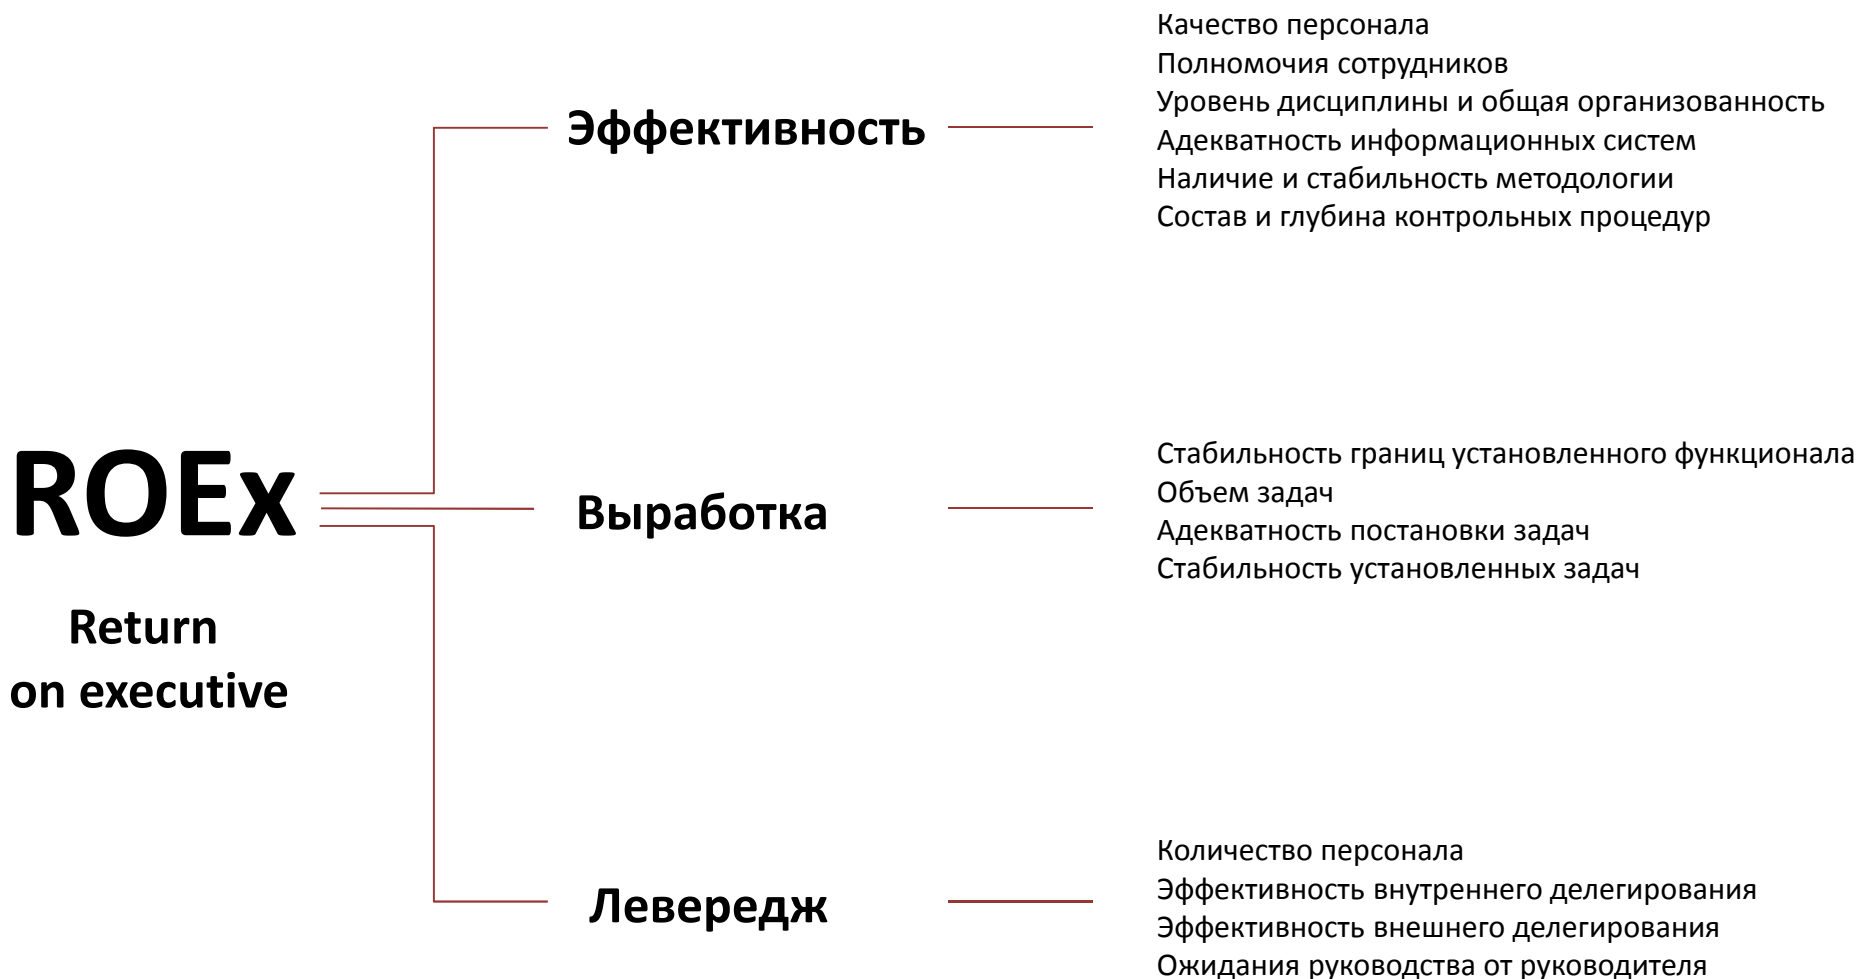 ROEx
Return
on executive
Эффективность
Качество персонала
Полномочия сотрудников
Уровень дисциплины и общая организованность
Адекватность информационных систем
Наличие и стабильность методологии
Состав и глубина контрольных процедур
Выработка
Стабильность границ установленного функционала
Объем задач
Адекватность постановки задач
Стабильность установленных задач
Левередж
Количество персонала
Эффективность внутреннего делегирования
Эффективность внешнего делегирования
Ожидания руководства от руководителя